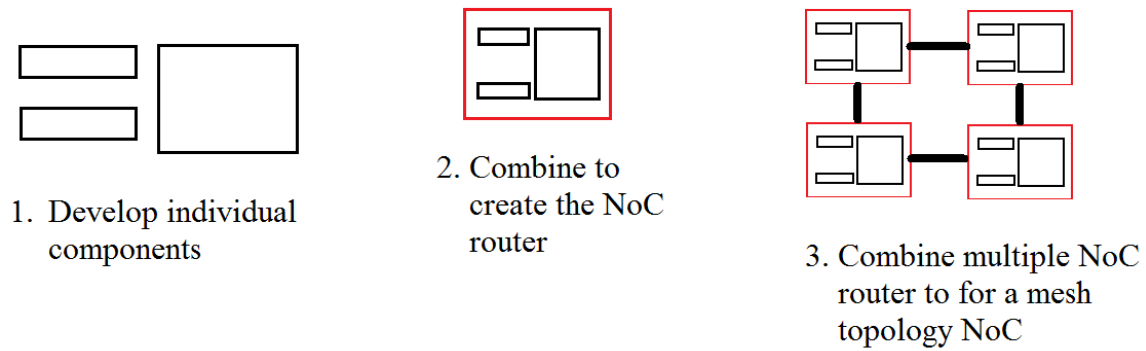 1. Develop individual
components
2. Combine to
create the NoC
router
3. Combine multiple NoC
router to for a mesh
topology NoC